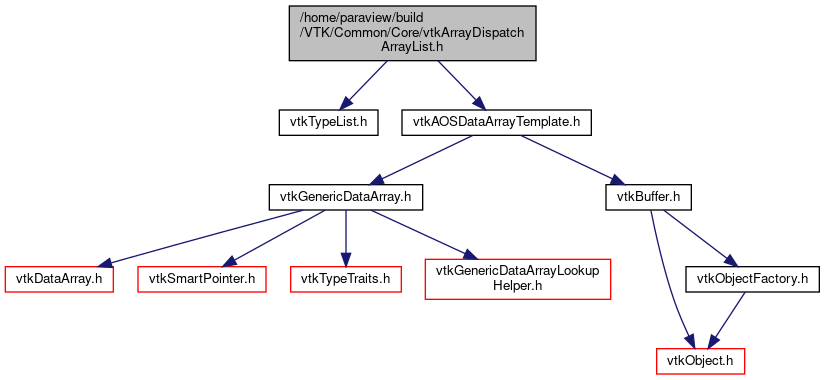 /home/paraview/build
/VTK/Common/Core/vtkArrayDispatch
ArrayList.h
vtkTypeList.h
vtkAOSDataArrayTemplate.h
vtkGenericDataArray.h
vtkBuffer.h
vtkDataArray.h
vtkSmartPointer.h
vtkTypeTraits.h
vtkGenericDataArrayLookup
Helper.h
vtkObjectFactory.h
vtkObject.h